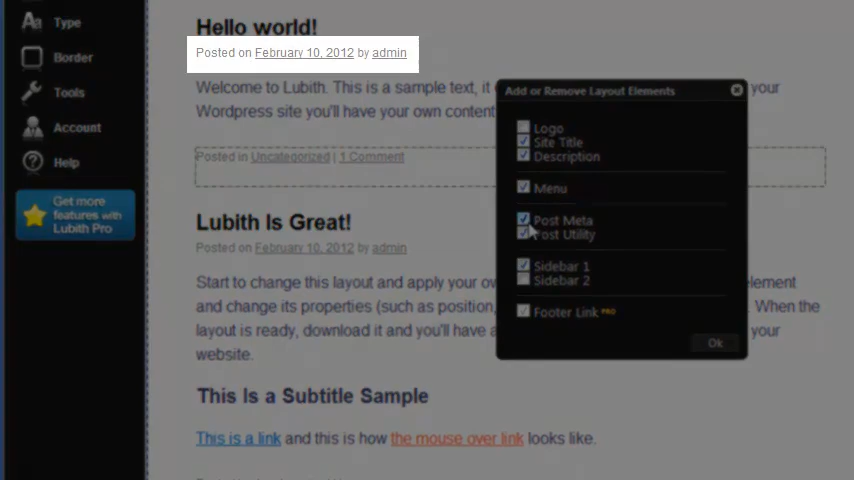 Type
Border
Tools
Account
Help
Get more
features with
Lubith Pro
Hello world!
Posted on February 10, 2012 by admin
Welcome to Lubith. This is a sample text, it your
Wordpress site you'll have your own content
Posted in Uncategorized | 1 Comment
Lubith Is Great!
Posted on February 10, 2012 by admin
Start to change this layout and apply your element
and change its properties (such as position, When the
layout is ready, download it and you'll have your
website.
This Is a Subtitle Sample
This is a link and this is how the mouse over link looks like.
Add or Remove Layout Elements
Logo
Site Title
Description
Menu
Post Meta
Post Utility
Sidebar 1
Sidebar 2
Footer Link PRO
Ok